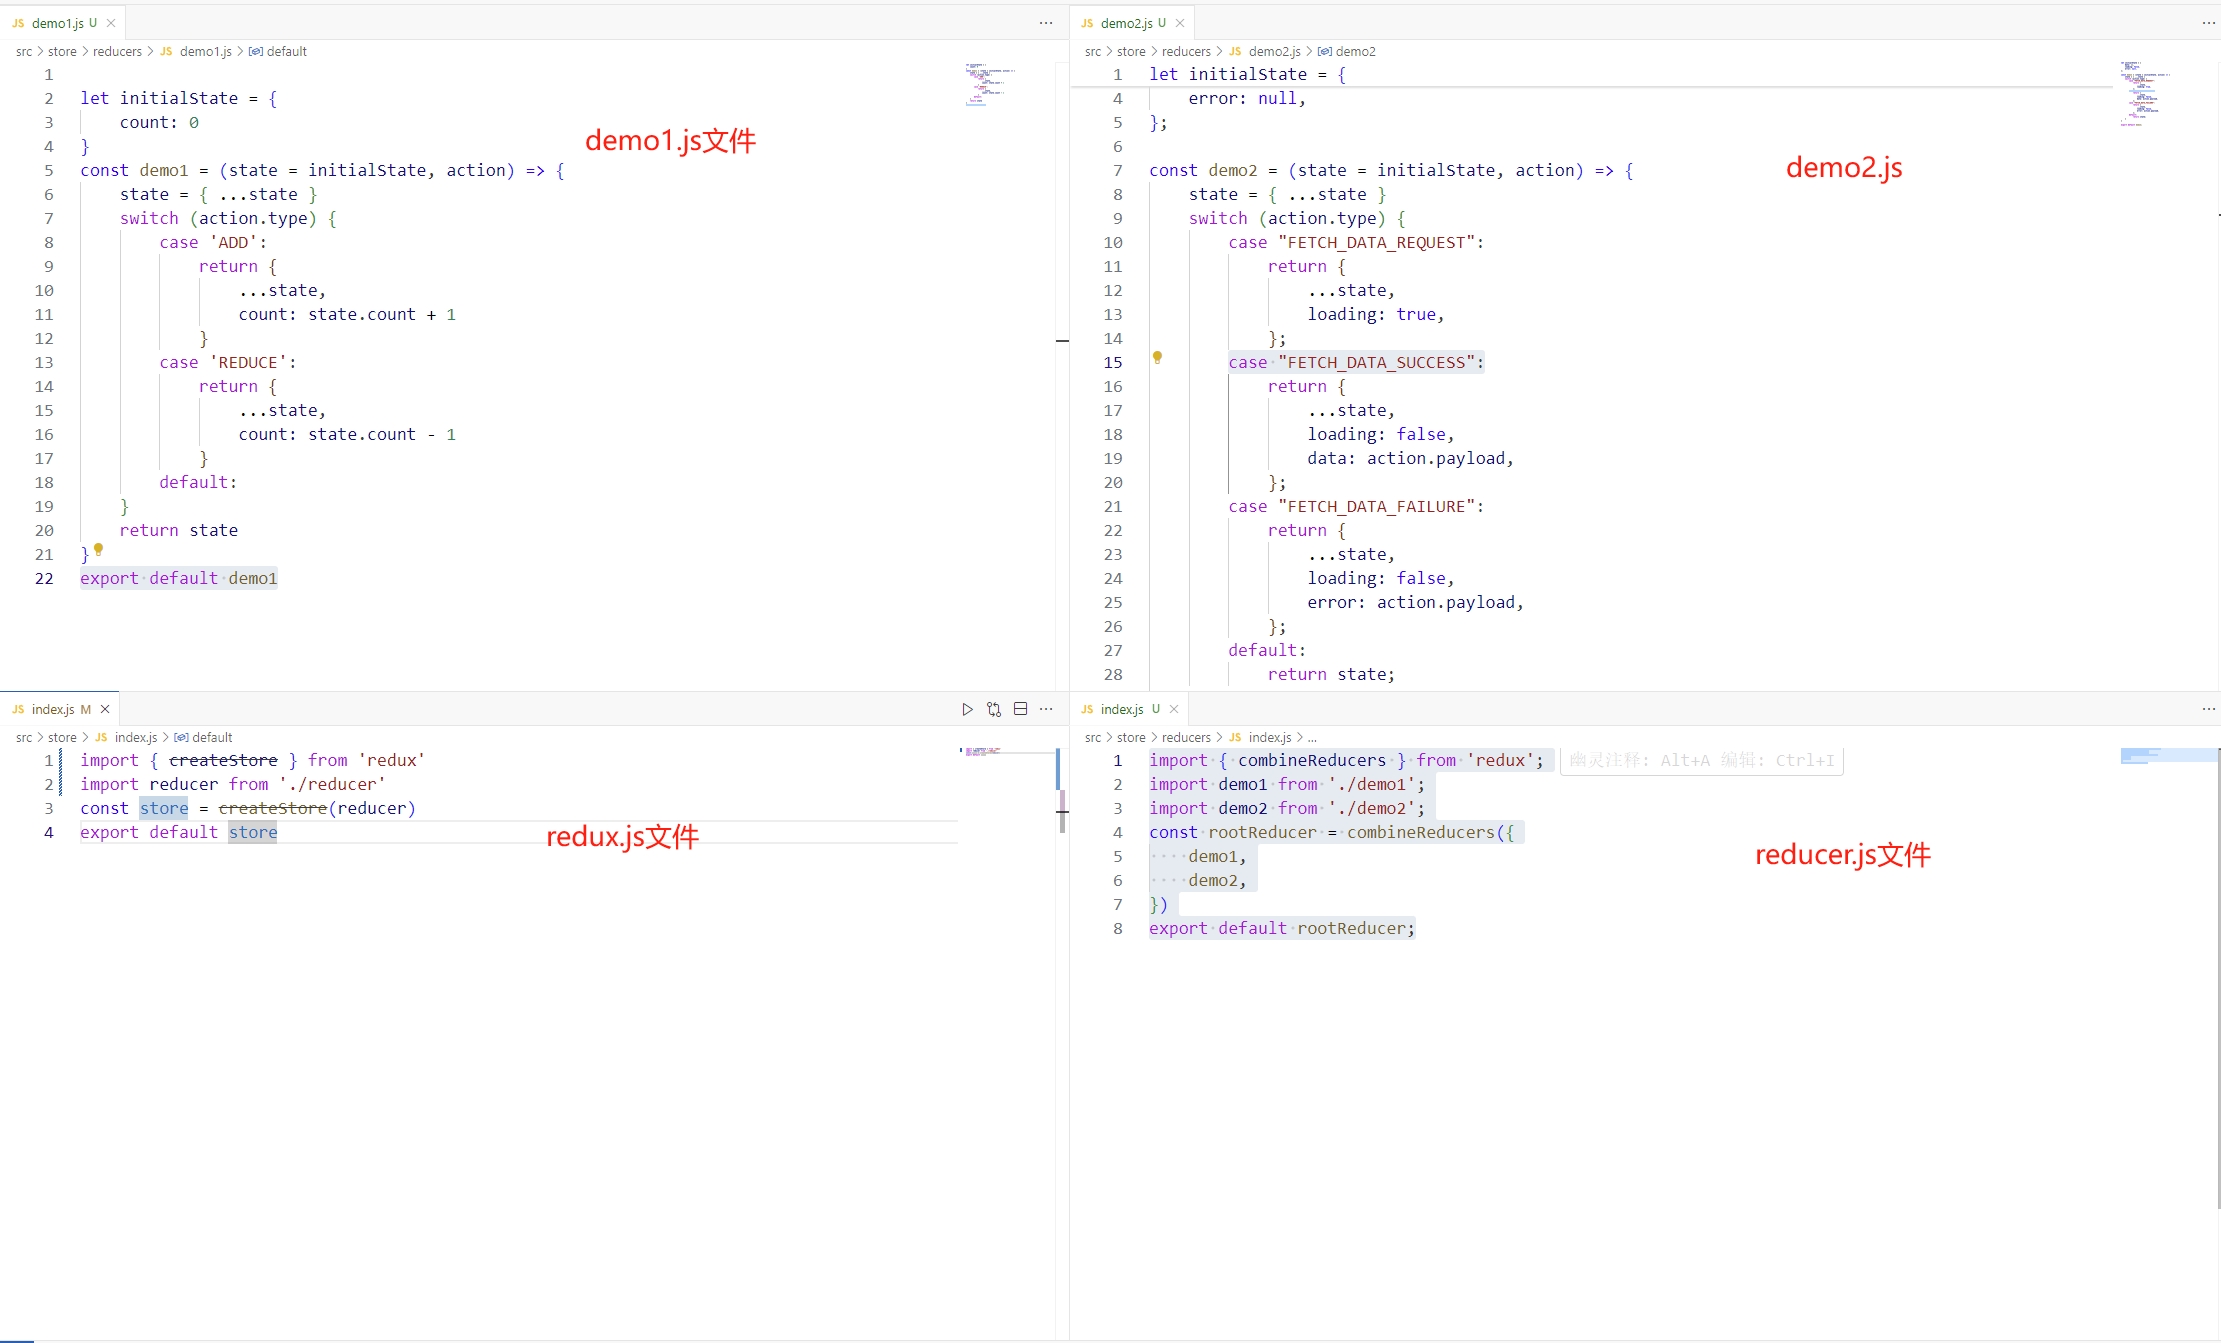 JS demo1.js U
src > store > reducers > JS demo1.js > default
1
2 let initialState = {
3 count: 0
4 }
5 const demo1 = (state = initialState, action) => {
6 state = { ...state }
7 switch (action.type) {
8 case 'ADD':
9 return {
10 ...state,
11 count: state.count + 1
12 }
13 case 'REDUCE':
14 return {
15 ...state,
16 count: state.count - 1
17 }
18 default:
19 }
20 return state
21 }
22 export default demo1
demo1.js文件
JS demo2.js U
src > store > reducers > JS demo2.js > demo2
1 let initialState = {
4 error: null,
5 };
6
7 const demo2 = (state = initialState, action) => {
8 state = { ...state }
9 switch (action.type) {
10 case "FETCH_DATA_REQUEST":
11 return {
12 ...state,
13 loading: true,
14 };
15 case "FETCH_DATA_SUCCESS":
16 return {
17 ...state,
18 loading: false,
19 data: action.payload,
20 };
21 case "FETCH_DATA_FAILURE":
22 return {
23 ...state,
24 loading: false,
25 error: action.payload,
26 };
27 default:
28 return state;
demo2.js
JS index.js M
src > store > JS index.js > default
1 import { createStore } from 'redux'
2 import reducer from './reducer'
3 const store = createStore(reducer)
4 export default store
redux.js文件
JS index.js U
src > store > reducers > JS index.js > ...
1 import { combineReducers } from 'redux'; 幽灵注释: Alt+A 编辑: Ctrl+I
2 import demo1 from './demo1';
3 import demo2 from './demo2';
4 const rootReducer = combineReducers({
5 demo1,
6 demo2,
7 })
8 export default rootReducer;
reducer.js文件